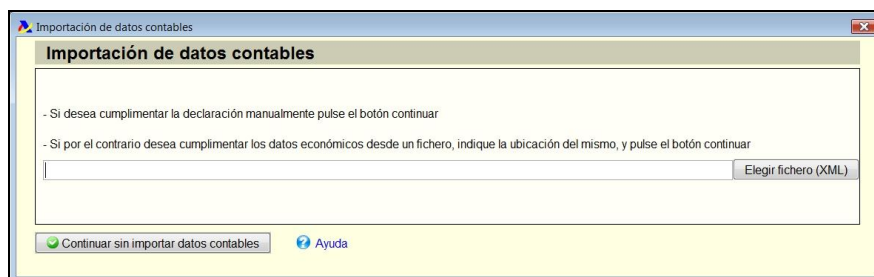 Importación de datos contables
Importación de datos contables
- Si desea cumplimentar la declaración manualmente pulse el botón continuar
- Si por el contrario desea cumplimentar los datos económicos desde un fichero, indique la ubicación del mismo, y pulse el botón continuar
Elegir fichero (XML)
Continuar sin importar datos contables
Ayuda